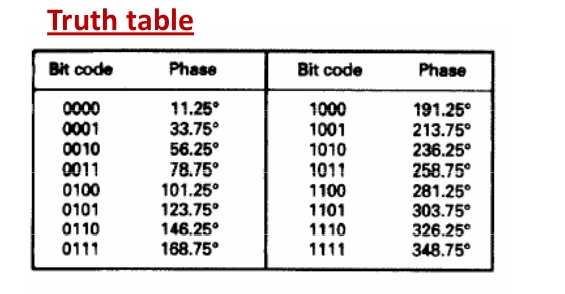 Truth table
Bit code Phase Bit code Phase
0000 11.25° 1000 191.25°
0001 33.75° 1001 213.75°
0010 56.25° 1010 236.25°
0011 78.75° 1011 258.75°
0100 101.25° 1100 281.25°
0101 123.75° 1101 303.75°
0110 146.25° 1110 326.25°
0111 168.75° 1111 348.75°